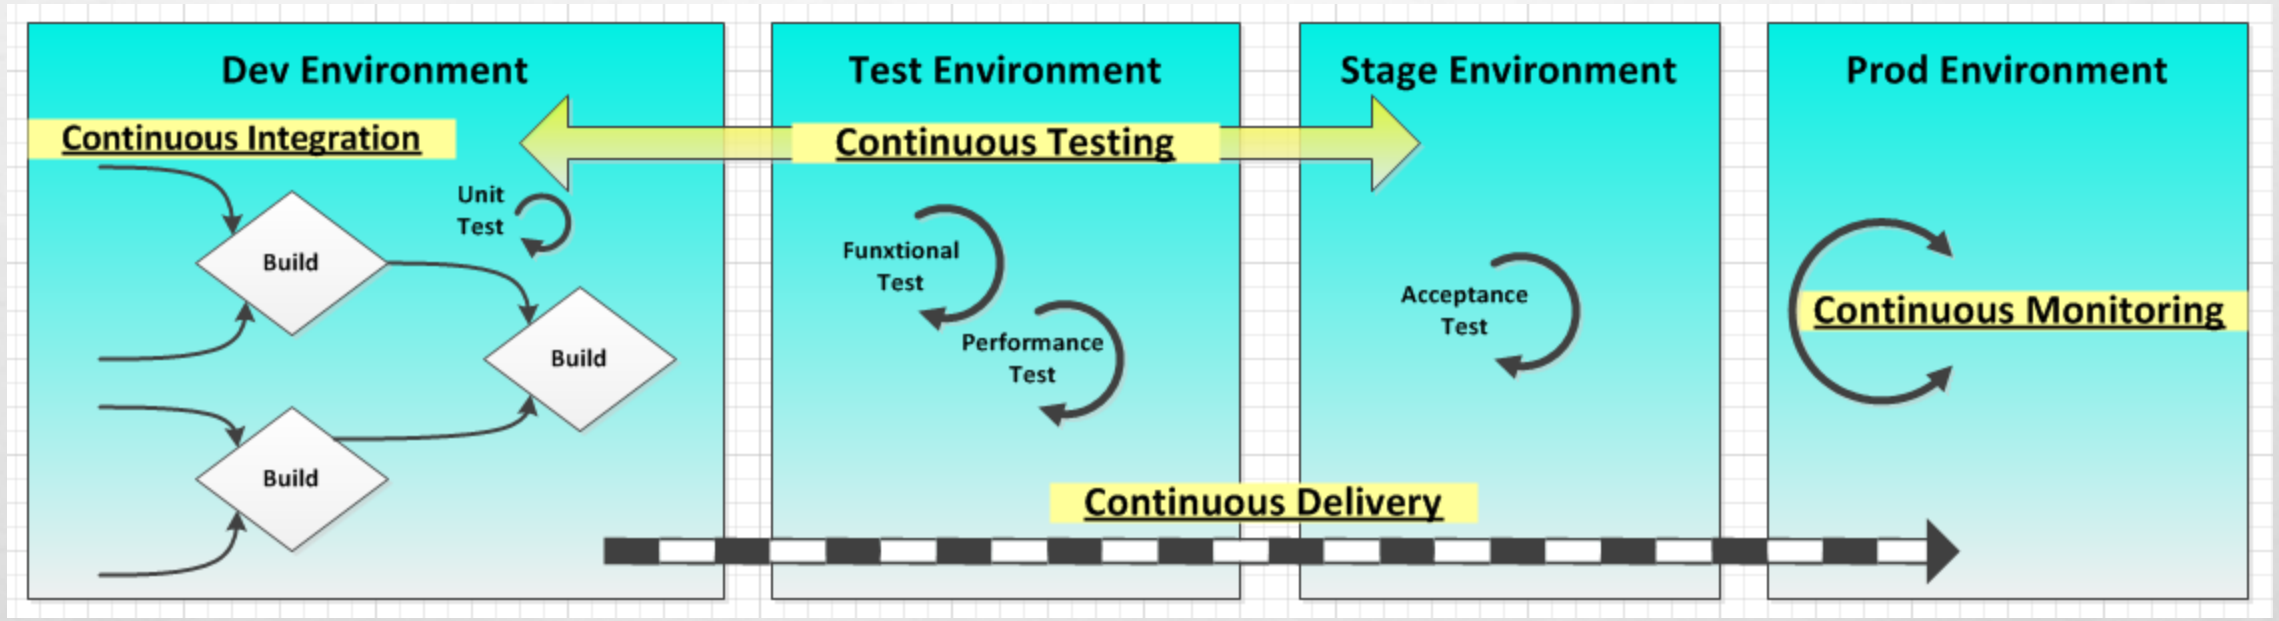 Dev Environment
Continuous Integration
Build
Unit
Test
Build
Build
Test Environment
Continuous Testing
Funxtional
Test
Performance
Test
Stage Environment
Acceptance
Test
Continuous Delivery
Prod Environment
Continuous Monitoring